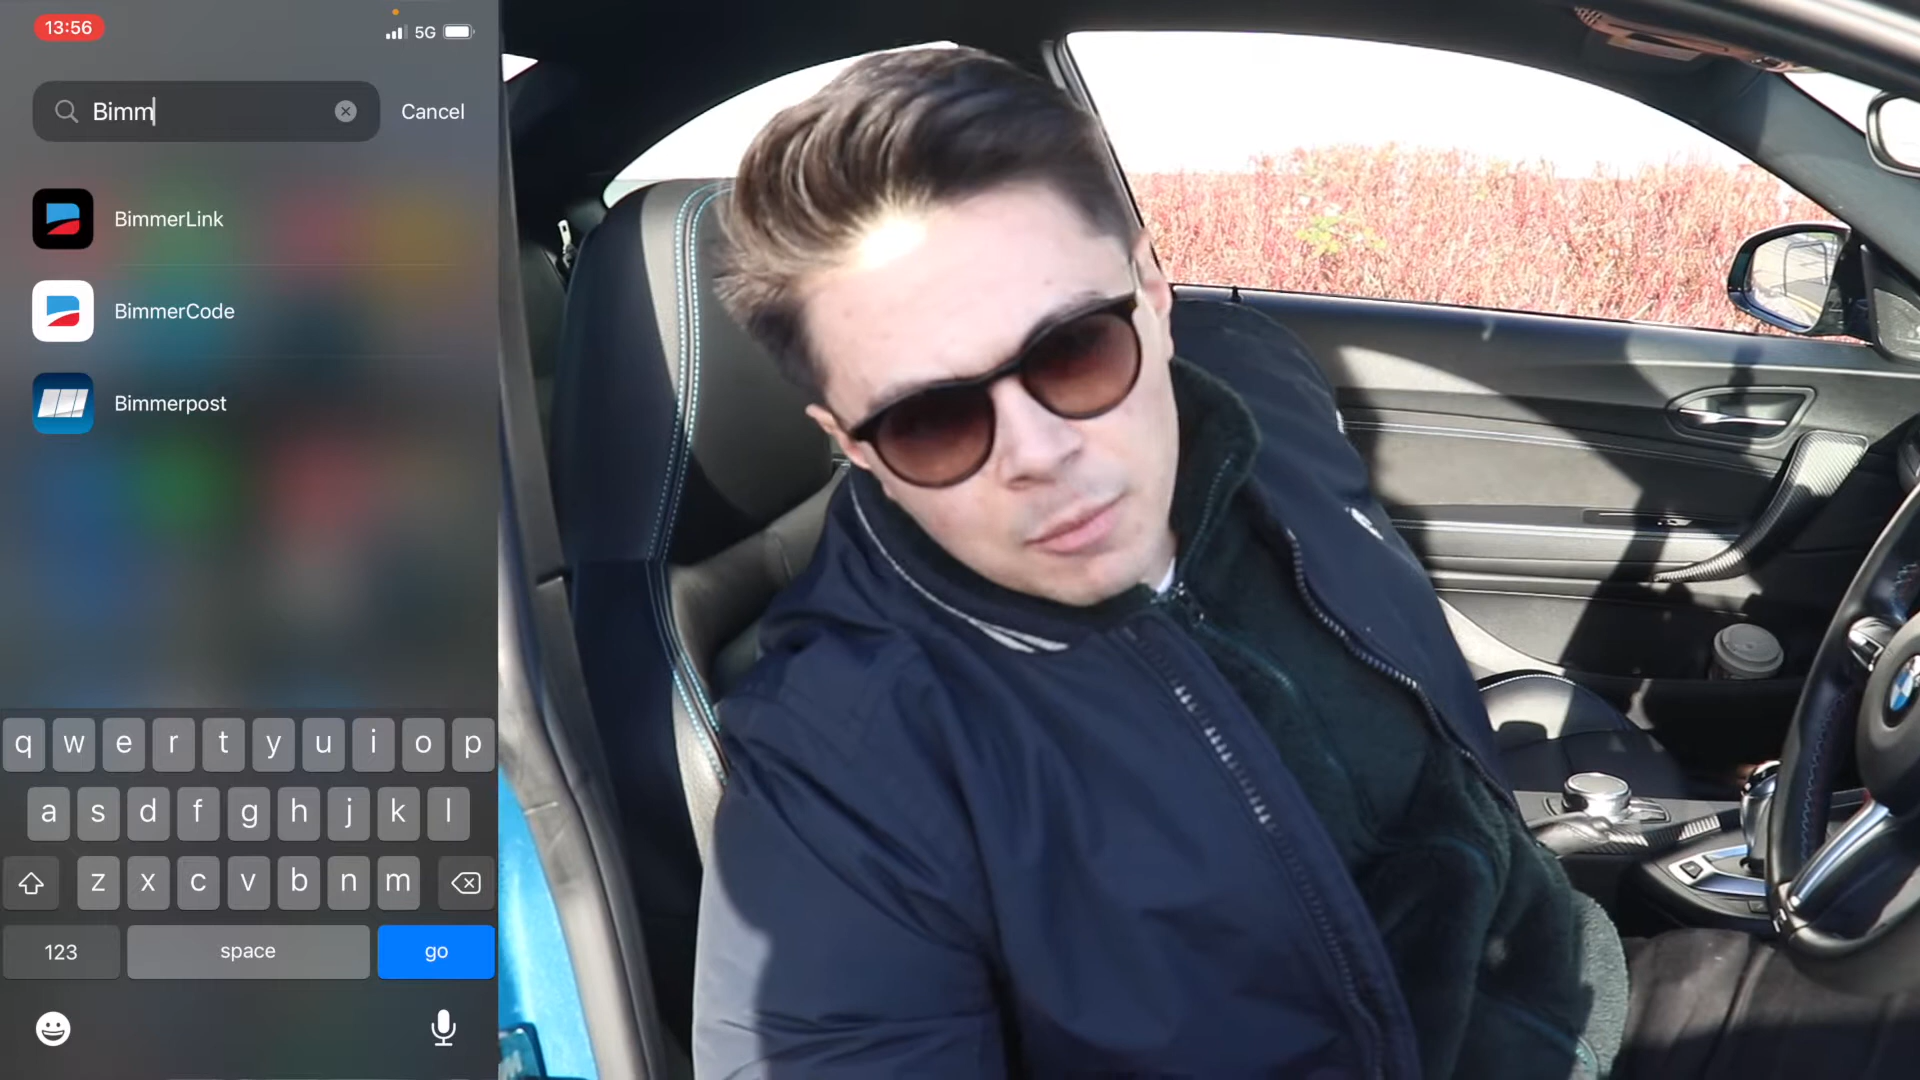 13:56
5G
Bimm
Cancel
BimmerLink
BimmerCode
Bimmerpost
q w e r t y u i o p
a s d f g h j k l
z x c v b n m
123 space go